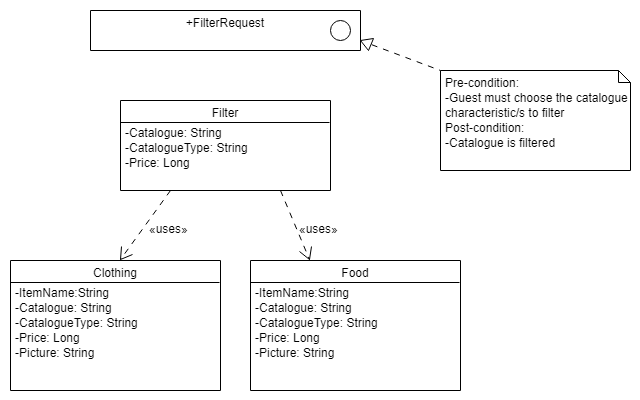 +FilterRequest
Pre-condition:
-Guest must choose the catalogue
characteristic/s to filter
Post-condition:
-Catalogue is filtered
Filter
-Catalogue: String
-CatalogueType: String
-Price: Long
«uses»
«uses»
Clothing
-ItemName:String
-Catalogue: String
-CatalogueType: String
-Price: Long
-Picture: String
Food
-ItemName:String
-Catalogue: String
-CatalogueType: String
-Price: Long
-Picture: String